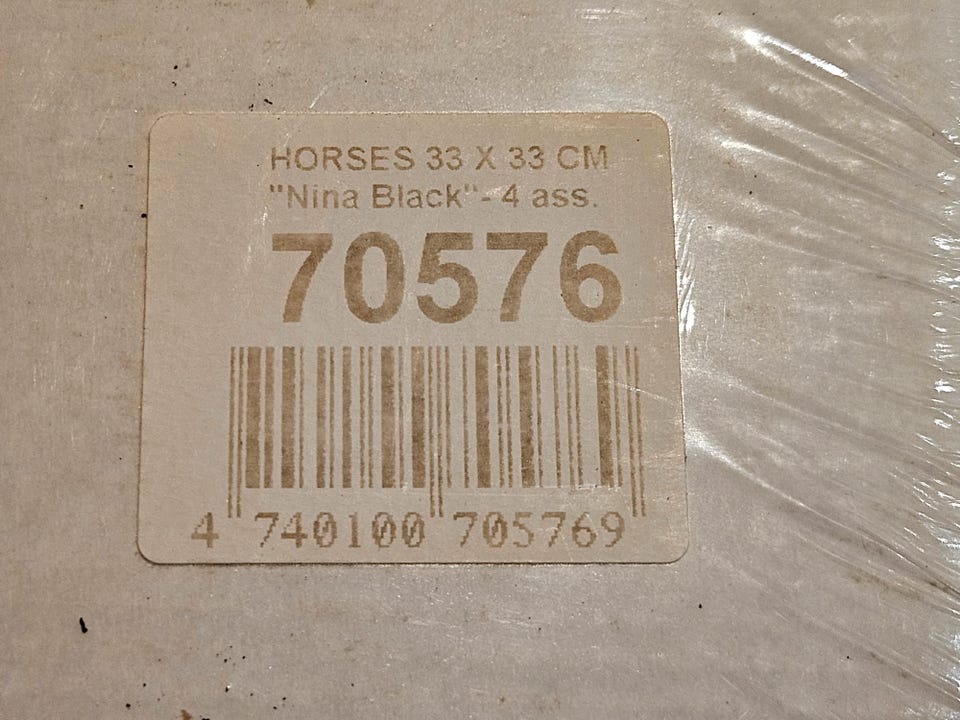 HORSES 33 X 33 CM
"Nina Black"- 4 ass.
70576
4 740100 705769